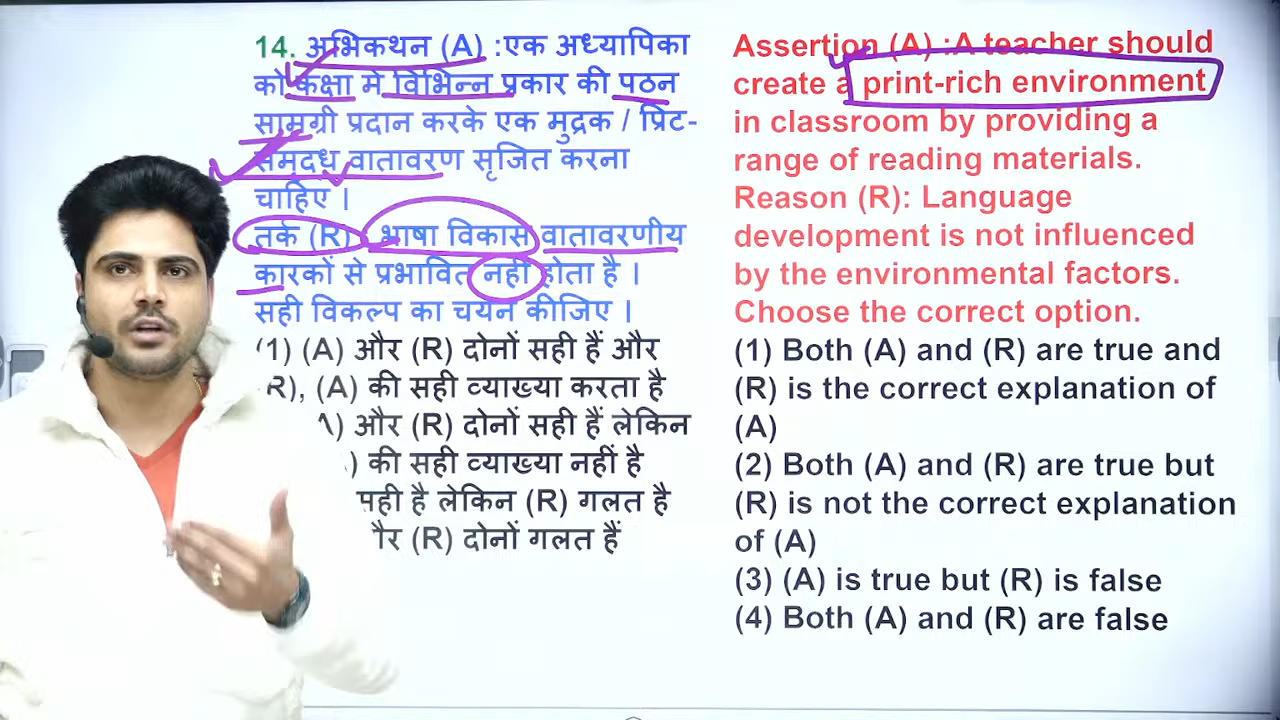 14. अभिकथन (A) :एक अध्यापिका
को कक्षा में विभिन्न प्रकार की पठन
सामग्री प्रदान करके एक मुद्रक / प्रिंट-
समृद्ध वातावरण सृजित करना
चाहिए ।
तर्क (R) भाषा विकास वातावरणीय
कारकों से प्रभावित नहीं होता है ।
सही विकल्प का चयन कीजिए ।
(1) (A) और (R) दोनों सही हैं और
R), (A) की सही व्याख्या करता है
A) और (R) दोनों सही हैं लेकिन
) की सही व्याख्या नहीं है
सही है लेकिन (R) गलत है
और (R) दोनों गलत हैं
Assertion (A) :A teacher should
create a print-rich environment
in classroom by providing a
range of reading materials.
Reason (R): Language
development is not influenced
by the environmental factors.
Choose the correct option.
(1) Both (A) and (R) are true and
(R) is the correct explanation of
(A)
(2) Both (A) and (R) are true but
(R) is not the correct explanation
of (A)
(3) (A) is true but (R) is false
(4) Both (A) and (R) are false